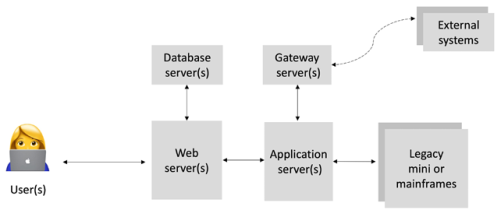 External
systems
Database
server(s)
Gateway
server(s)
Web
server(s)
Application
server(s)
Legacy
mini or
mainframes
User(s)